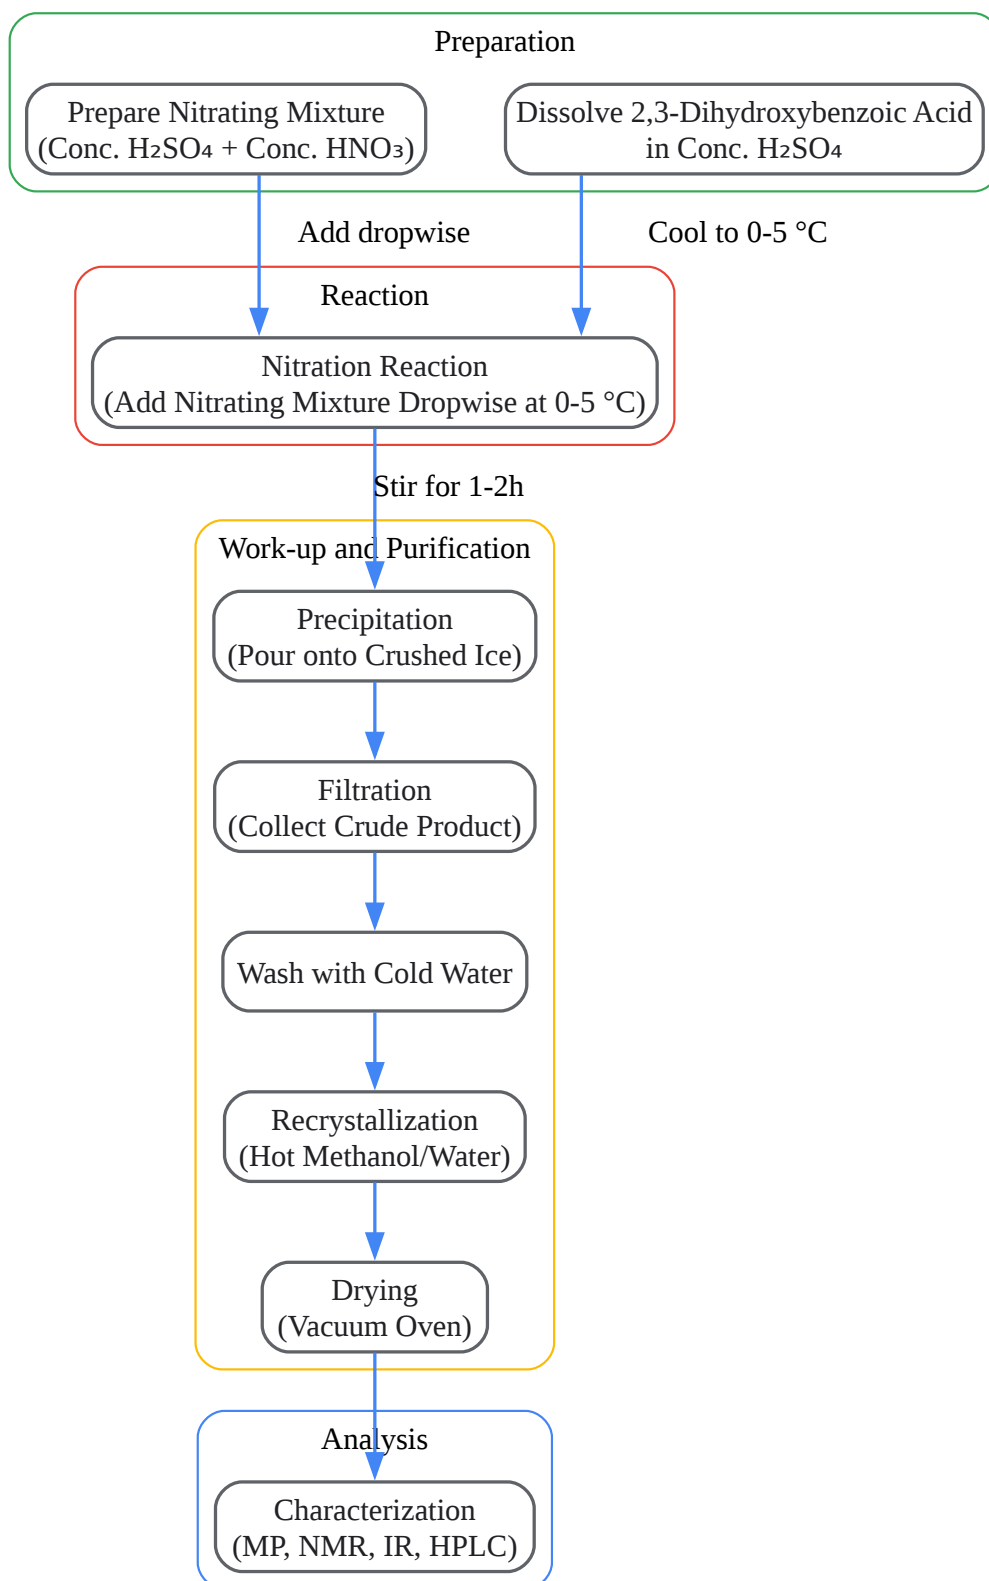 Preparation
Prepare Nitrating Mixture
(Conc. H₂SO₄ + Conc. HNO₃)
Dissolve 2,3-Dihydroxybenzoic Acid
in Conc. H₂SO₄
Add dropwise
Cool to 0-5 °C
Reaction
Nitration Reaction
(Add Nitrating Mixture Dropwise at 0-5 °C)
Stir for 1-2h
Work-up and Purification
Precipitation
(Pour onto Crushed Ice)
Filtration
(Collect Crude Product)
Wash with Cold Water
Recrystallization
(Hot Methanol/Water)
Drying
(Vacuum Oven)
Analysis
Characterization
(MP, NMR, IR, HPLC)